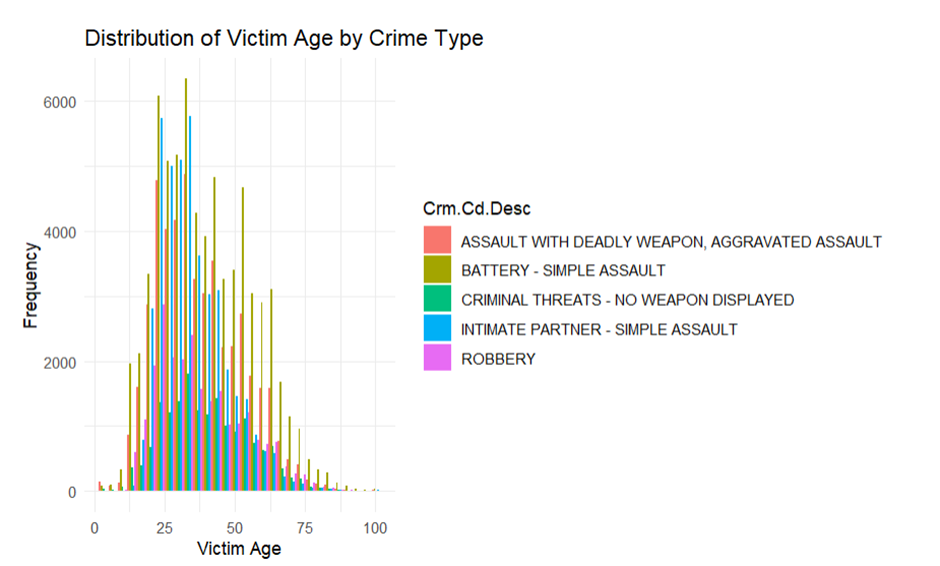 Distribution of Victim Age by Crime Type
6000
4000
2000
0
Frequency
0 25 50 75 100
Victim Age
Crm.Cd.Desc
ASSAULT WITH DEADLY WEAPON, AGGRAVATED ASSAULT
BATTERY - SIMPLE ASSAULT
CRIMINAL THREATS - NO WEAPON DISPLAYED
INTIMATE PARTNER - SIMPLE ASSAULT
ROBBERY